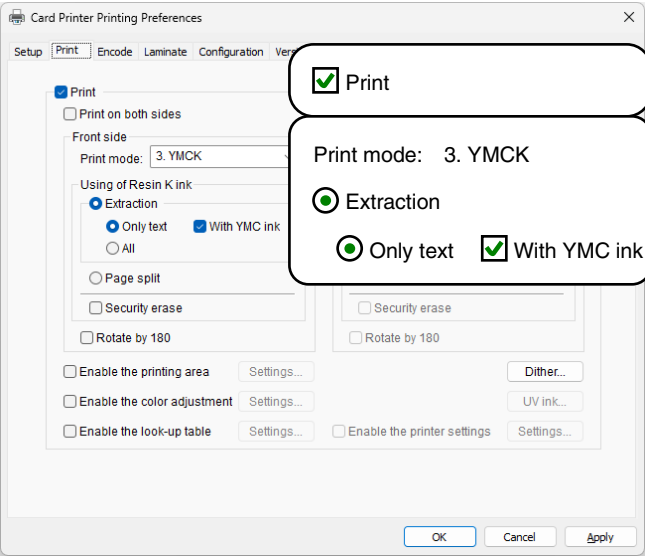 Card Printer Printing Preferences
Setup Print Encode Laminate Configuration
Print
Print
Print on both sides
Front side
Print mode: 3. YMCK
Print mode: 3. YMCK
Using of Resin K ink
Extraction
Extraction
Only text With YMC ink
Only text With YMC ink
All
Page split
Security erase Security erase
Rotate by 180 Rotate by 180
Enable the printing area Settings... Dither...
Enable the color adjustment Settings... UV ink...
Enable the look-up table Settings... Enable the printer settings Settings...
OK Cancel Apply